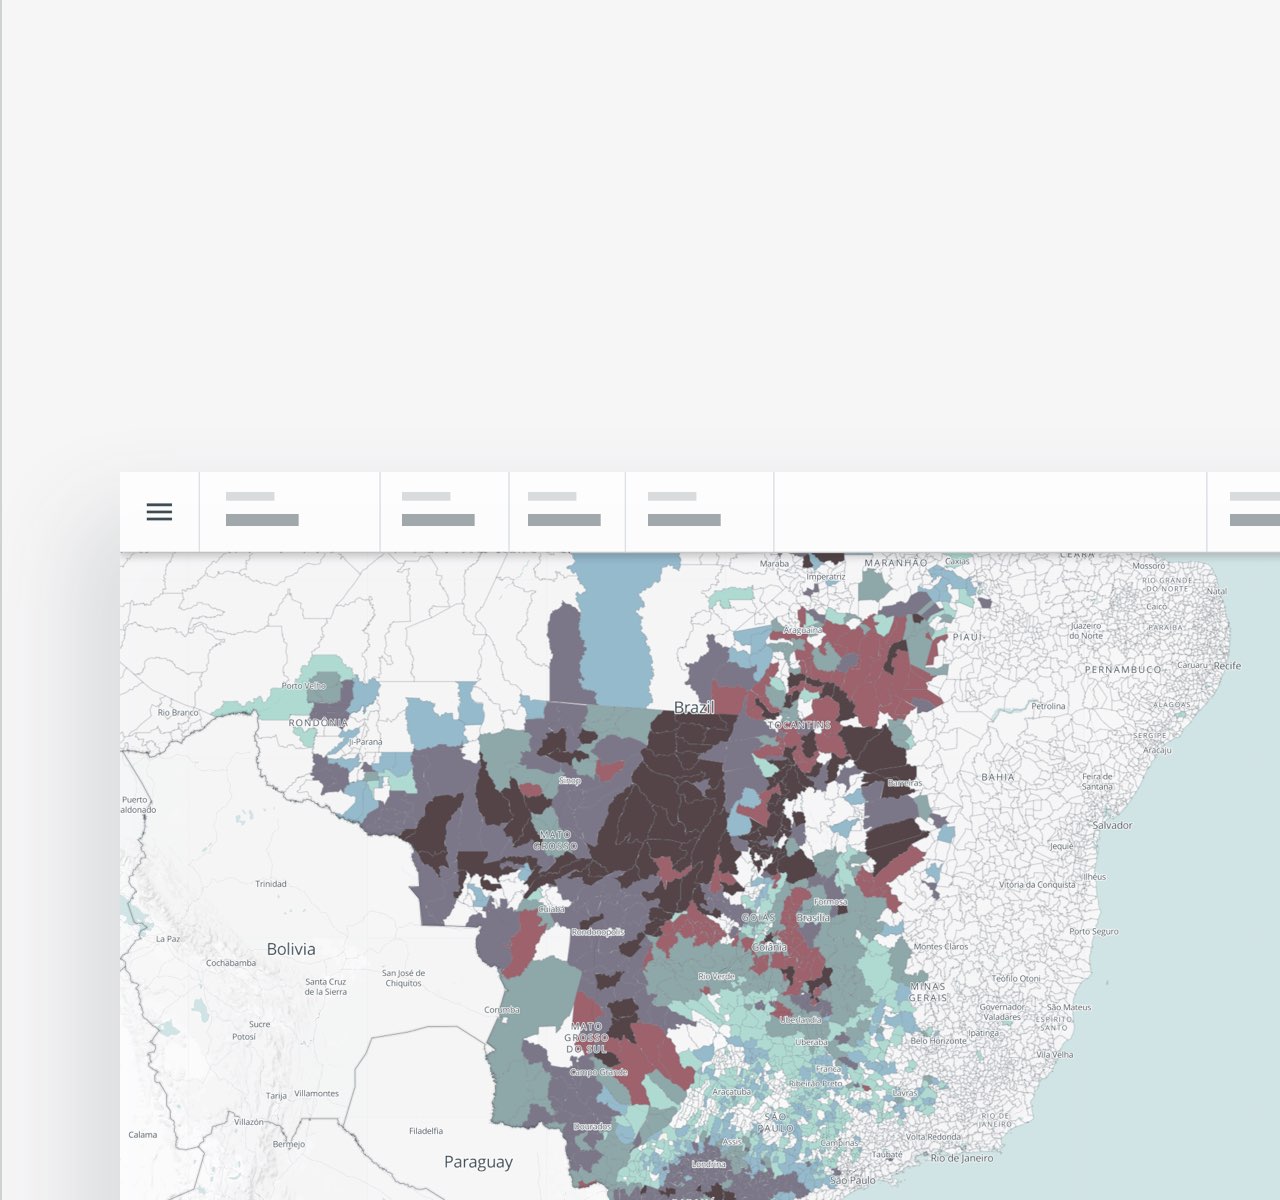 CEARÁ
Maraba
MARANHÃO
Caxias
Mossoró
Imperatriz
RIO GRANDE
DO NORTE
Natal
Caicó
Araguaína
PIAUÍ
Juazeiro
do Norte
PARAÍBA
PERNAMBUCO
Caruaru
Recife
Porto Velho
Rio Branco
RONDÔNIA
Brazil
TOCANTINS
Petrolina
ALAGOAS
Ji-Paraná
SERGIPE
Aracaju
Sinop
Barreiras
BAHIA
Feira de
Santana
Puerto
aldonado
MATO
GROSSO
Salvador
Jequié
Trinidad
Vitória da Conquista
Ilhéus
Cuiabá
GOIÁS
Formosa
Brasília
Rondonopolis
Porto Seguro
La Paz
Bolivia
Goiânia
Montes Claros
Cochabamba
San José de
Chiquitos
Rio Verde
Teófilo Otoni
Santa Cruz
de la Sierra
MINAS
GERAIS
Corumba
Governador
Valadares
São Mateus
Sucre
Potosí
MATO
GROSSO
DO SUL
Uberlandia
ESPÍRITO
SANTO
Uberaba
Ipatinga
Belo Horizonte
Vila Velha
Campo Grande
Franca
Ribeirão Preto
Tarija
Villamontes
Araçatuba
Lavras
Villazón
Dourados
SÃO
PAULO
RIO DE
JANEIRO
Calama
Bermejo
Filadelfia
Assis
Campinas
Volta Redonda
Taubaté
Rio de Janeiro
Paraguay
Londrina
São Paulo